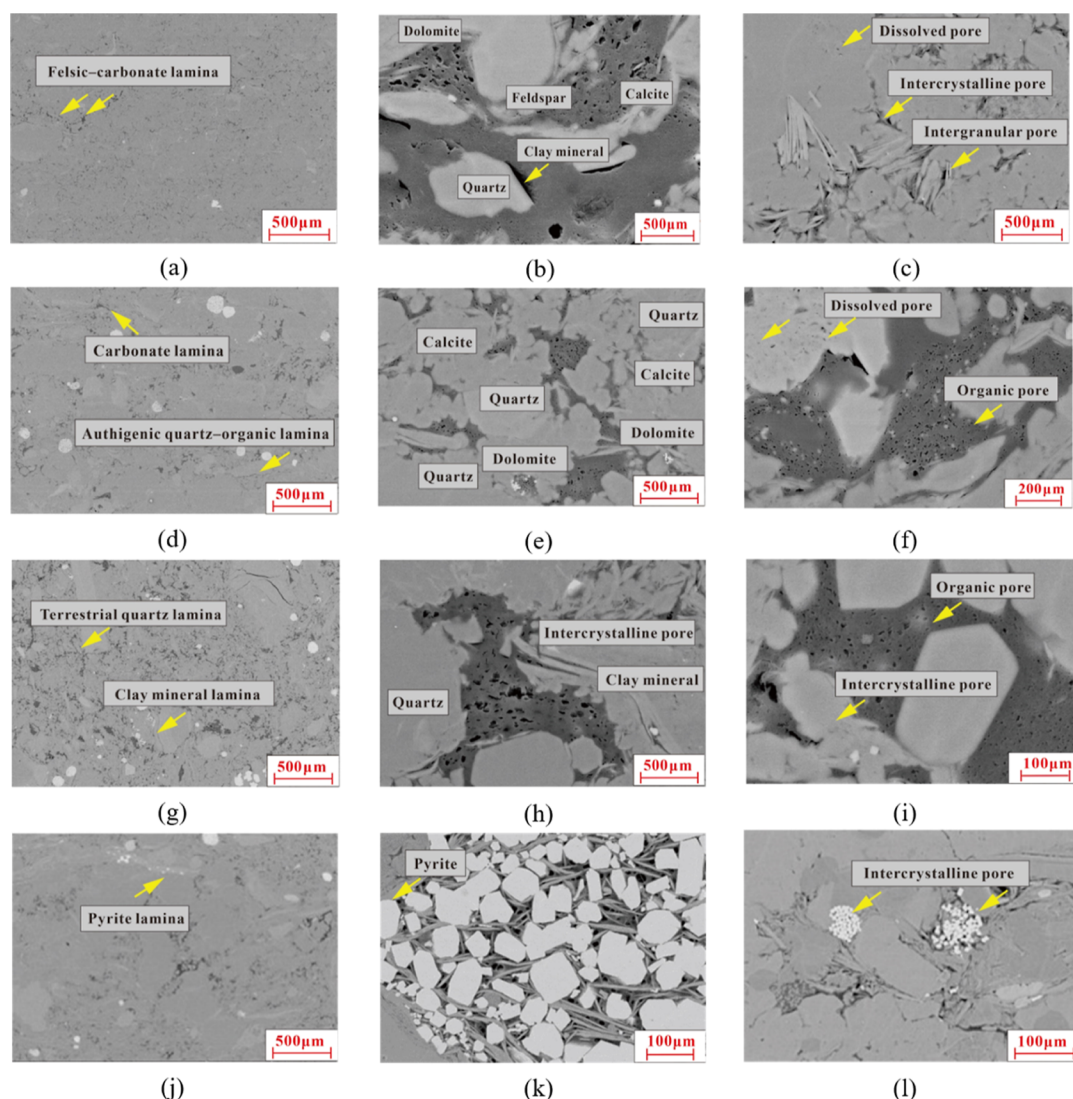 Felsic–carbonate lamina
500μm
(a)
Dolomite
Feldspar
Calcite
Clay mineral
Quartz
500μm
(b)
Dissolved pore
Intercrystalline pore
Intergranular pore
500μm
(c)
Carbonate lamina
Authigenic quartz–organic lamina
500μm
(d)
Quartz
Calcite
Calcite
Quartz
Dolomite
Dolomite
Quartz
500μm
(e)
Dissolved pore
Organic pore
200μm
(f)
Terrestrial quartz lamina
Clay mineral lamina
500μm
(g)
Intercrystalline pore
Clay mineral
Quartz
500μm
(h)
Organic pore
Intercrystalline pore
100μm
(i)
Pyrite lamina
500μm
(j)
Pyrite
100μm
(k)
Intercrystalline pore
100μm
(l)